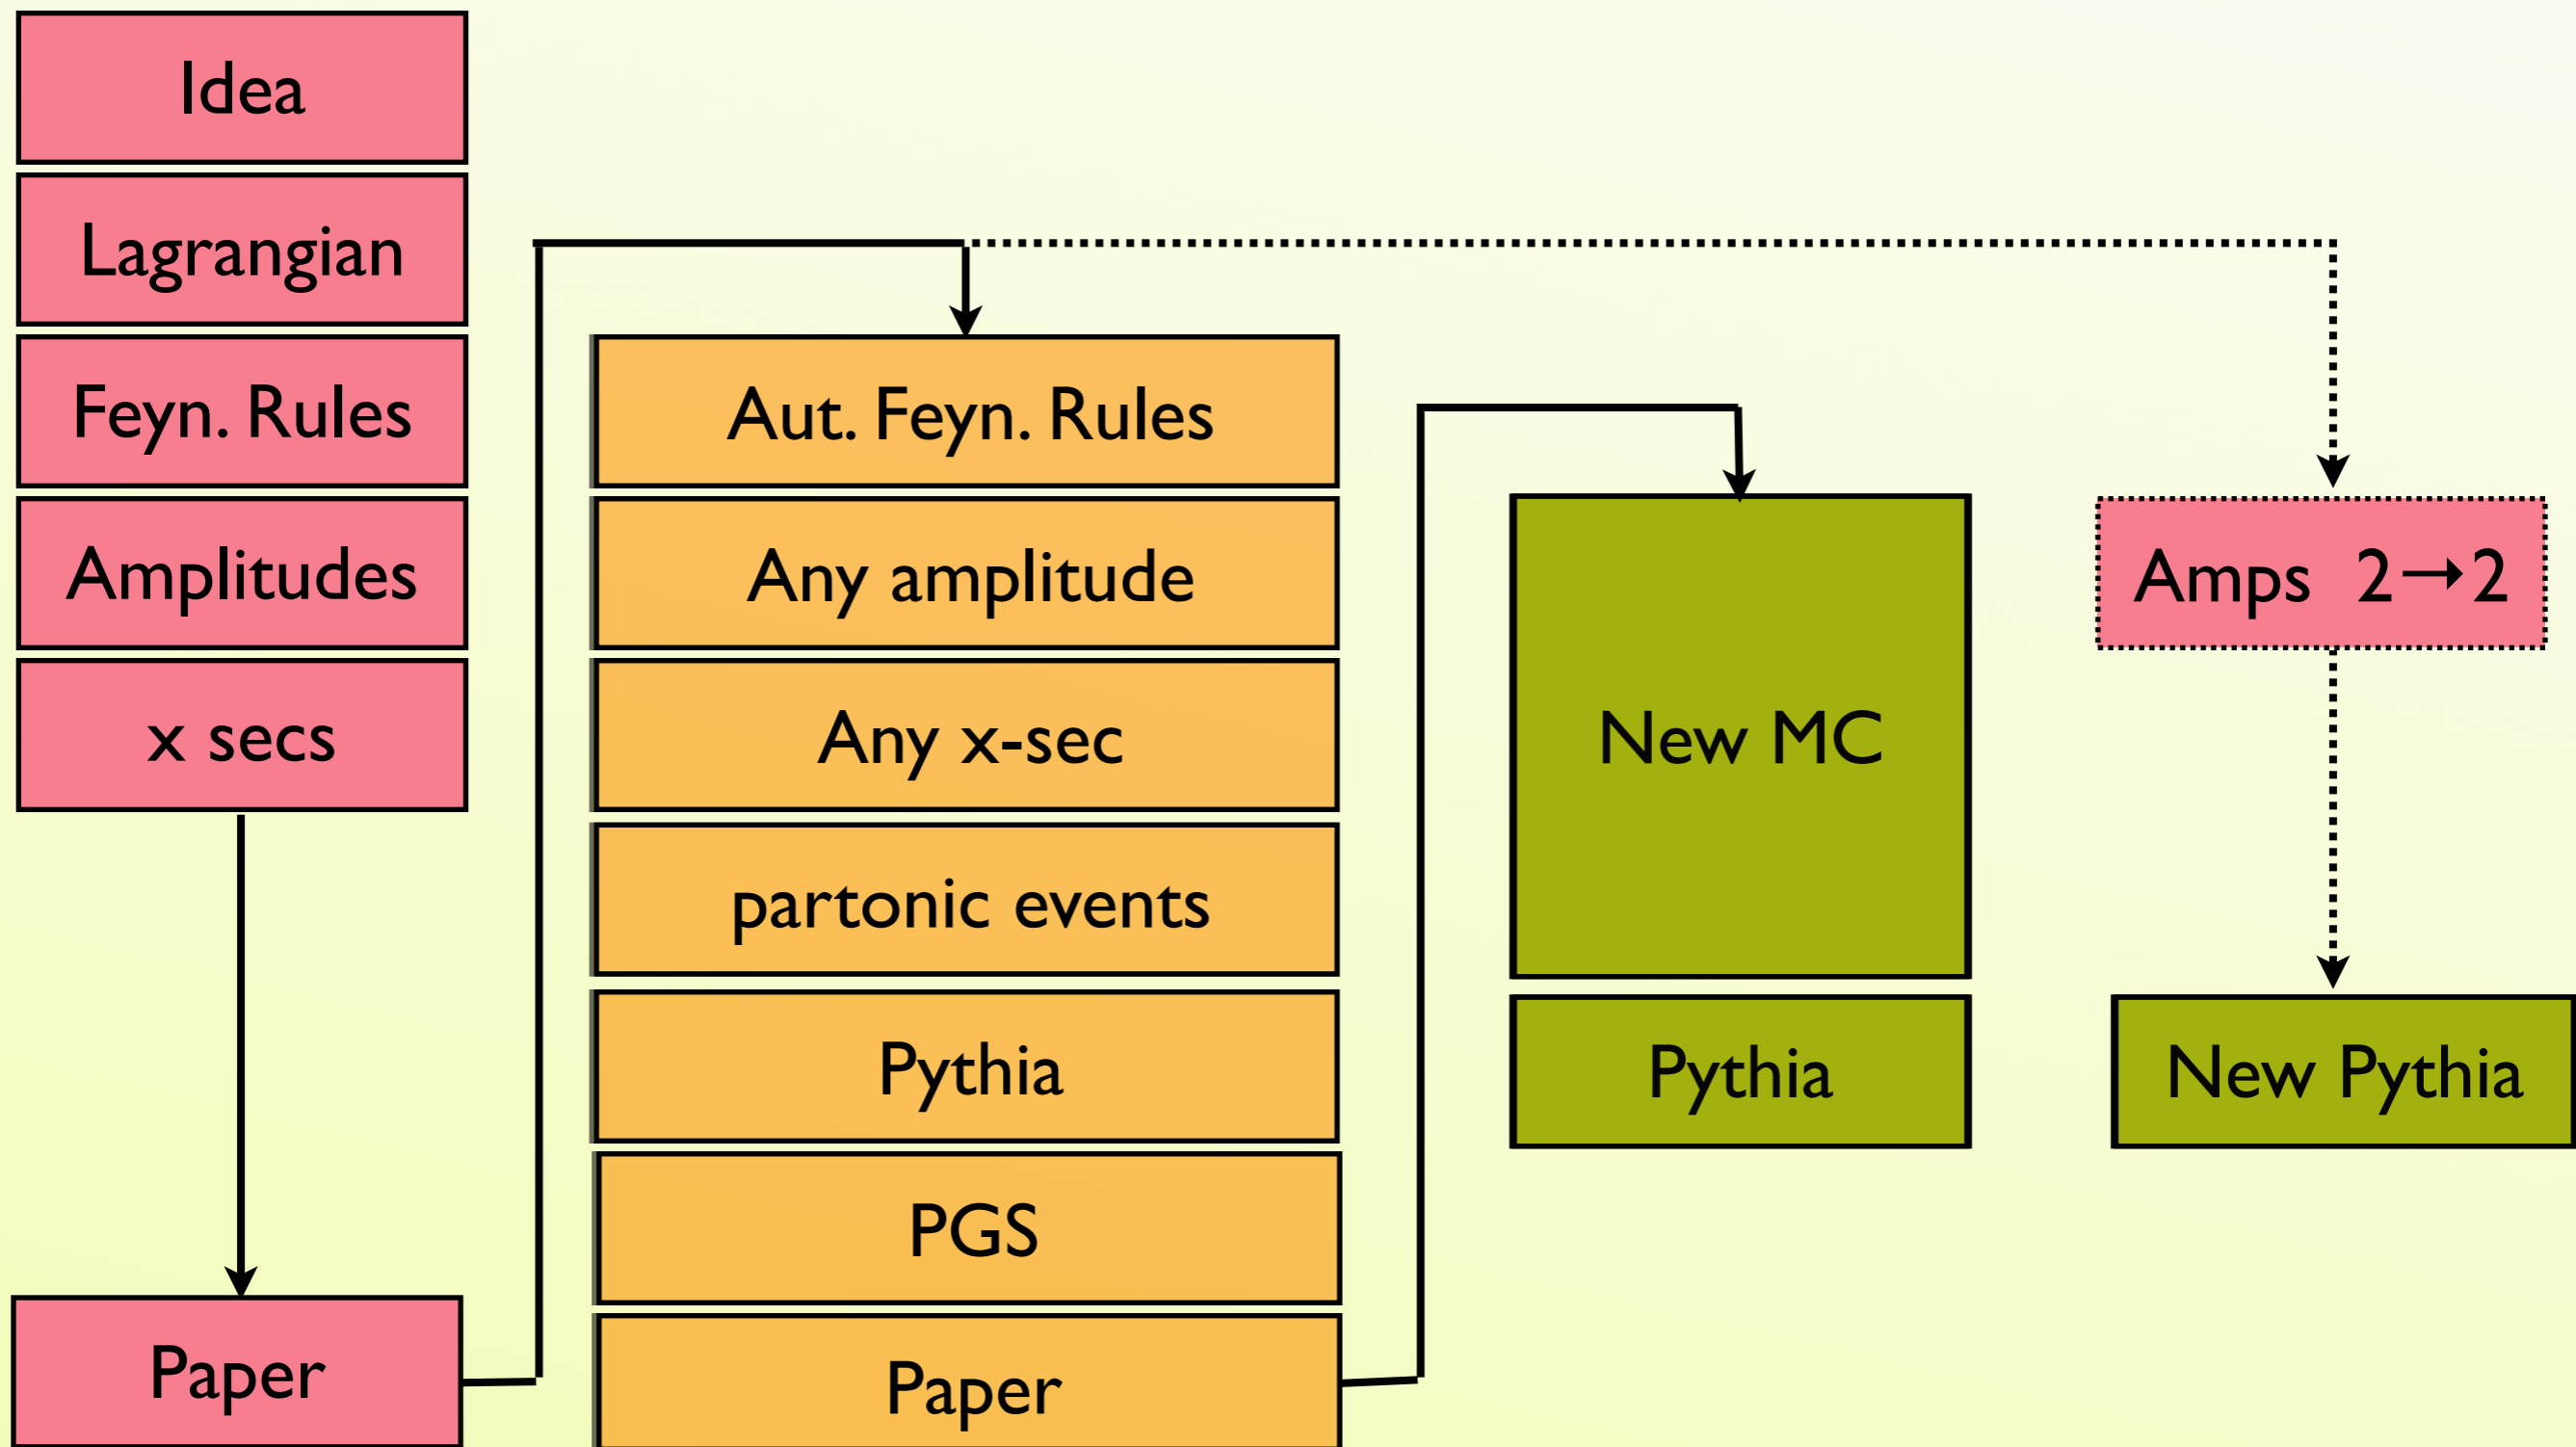 Idea
Lagrangian
Feyn. Rules
Amplitudes
x secs
Paper
Aut. Feyn. Rules
Any amplitude
Any x-sec
partonic events
Pythia
PGS
Paper
New MC
Pythia
Amps 2→2
New Pythia